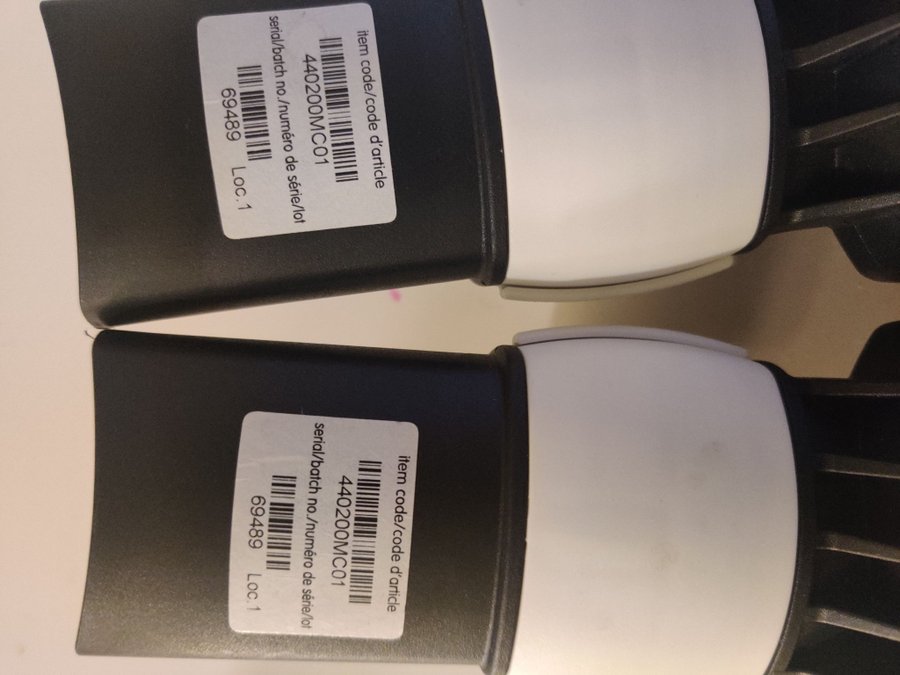 item code/code d'article
440200MC01
serial/batch no./numéro de série/lot
69489 Loc.1
item code/code d'article
440200MC01
serial/batch no./numéro de série/lot
69489 Loc.1